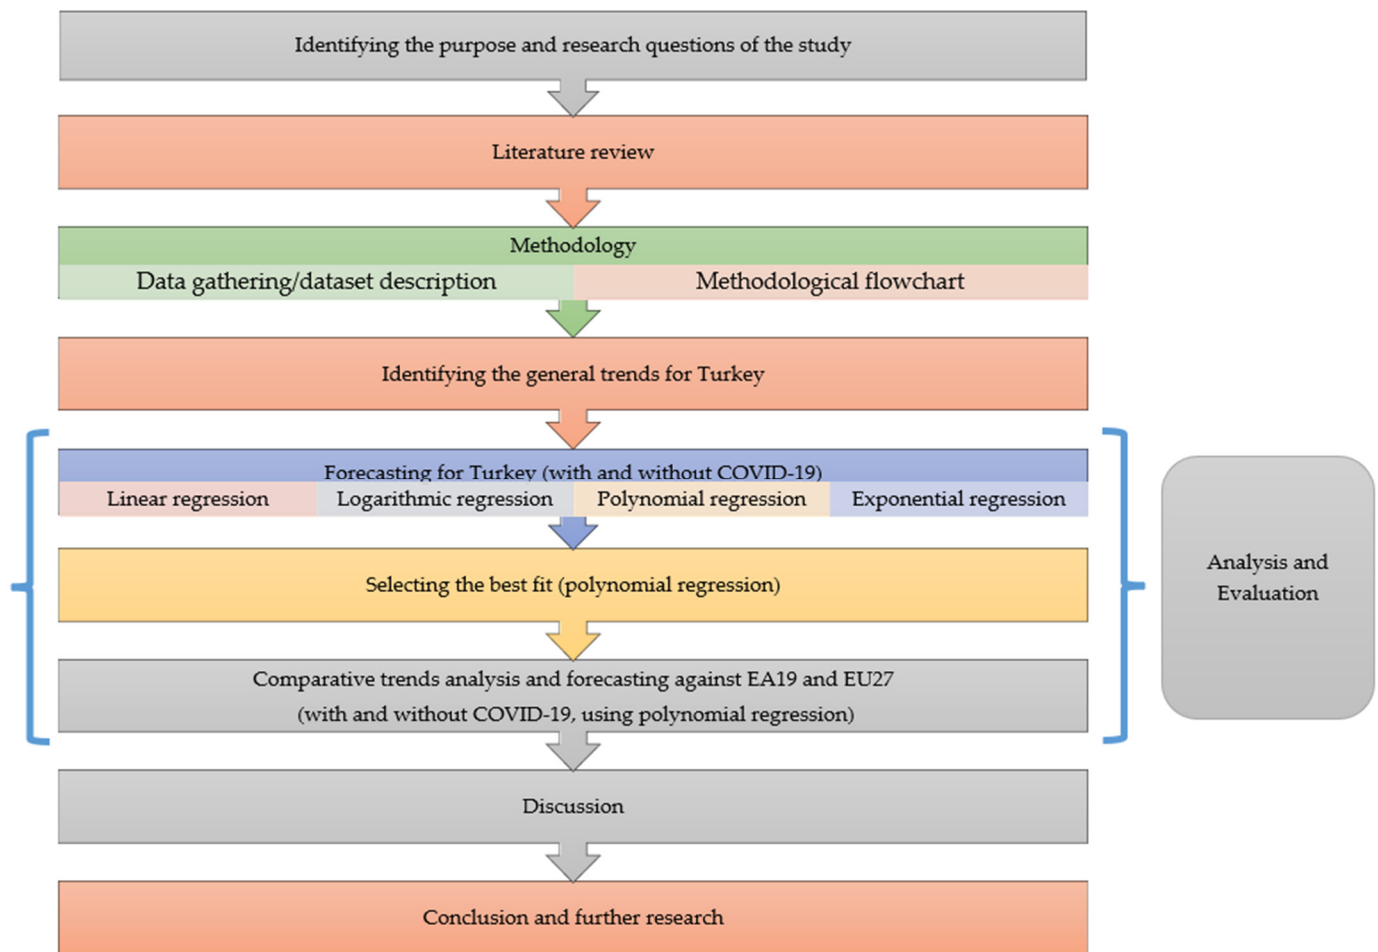 Identifying the purpose and research questions of the study
Literature review
Methodology
Data gathering/dataset description
Methodological flowchart
Identifying the general trends for Turkey
Forecasting for Turkey (with and without COVID-19)
Linear regression
Logarithmic regression
Polynomial regression
Exponential regression
Selecting the best fit (polynomial regression)
Comparative trends analysis and forecasting against EA19 and EU27
(with and without COVID-19, using polynomial regression)
Analysis and
Evaluation
Discussion
Conclusion and further research